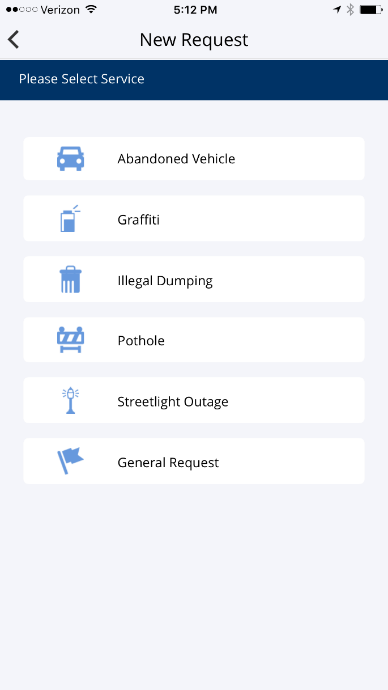 Verizon 5:12 PM
New Request
Please Select Service
Abandoned Vehicle
Graffiti
Illegal Dumping
Pothole
Streetlight Outage
General Request